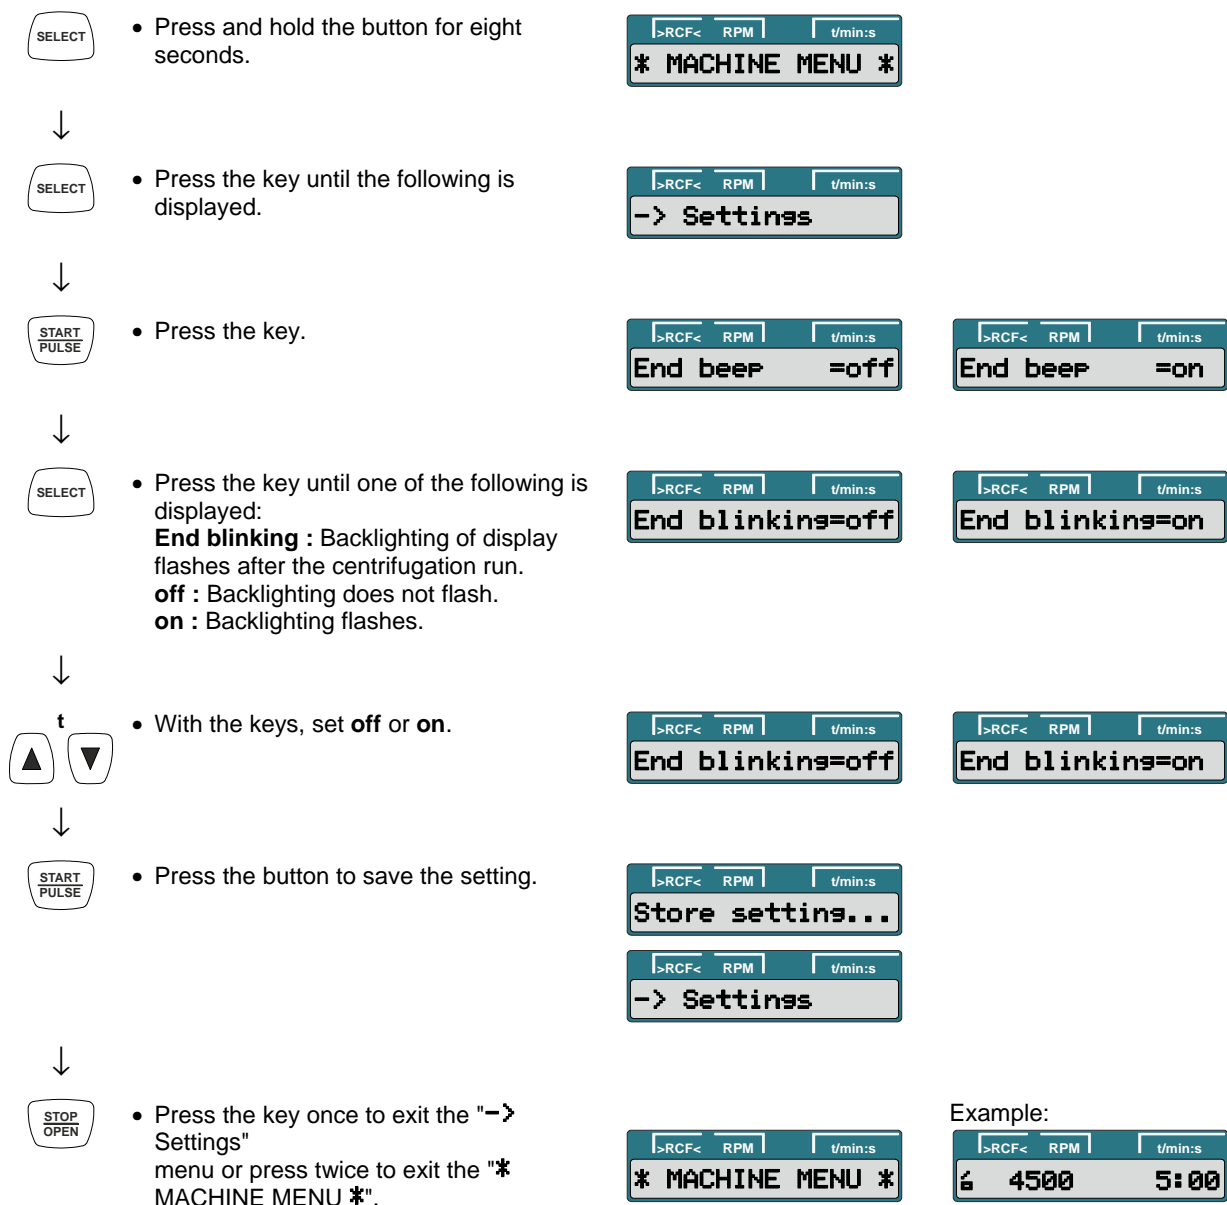 SELECT
• Press and hold the button for eight
seconds.
>RCF< RPM t/min:s
* MACHINE MENU *
↓
SELECT
• Press the key until the following is
displayed.
>RCF< RPM t/min:s
-> Settings
↓
START
PULSE
• Press the key.
>RCF< RPM t/min:s
End beep =off
>RCF< RPM t/min:s
End beep =on
↓
SELECT
• Press the key until one of the following is
displayed:
End blinking : Backlighting of display
flashes after the centrifugation run.
off : Backlighting does not flash.
on : Backlighting flashes.
>RCF< RPM t/min:s
End blinking=off
>RCF< RPM t/min:s
End blinking=on
↓
t
▲ ▼
• With the keys, set off or on.
>RCF< RPM t/min:s
End blinking=off
>RCF< RPM t/min:s
End blinking=on
↓
START
PULSE
• Press the button to save the setting.
>RCF< RPM t/min:s
Store setting...
>RCF< RPM t/min:s
-> Settings
↓
STOP
OPEN
• Press the key once to exit the "->
Settings"
menu or press twice to exit the "*
MACHINE MENU *".
>RCF< RPM t/min:s
* MACHINE MENU *
Example:
>RCF< RPM t/min:s
4500 5:00